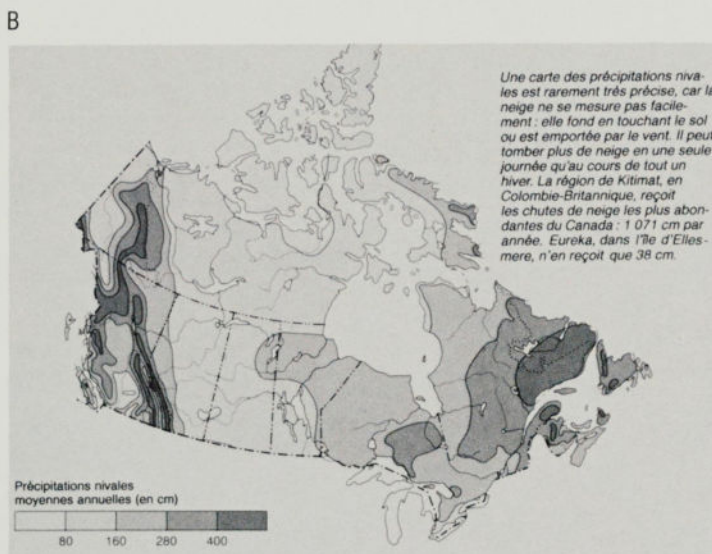 B
Une carte des précipitations niva-
les est rarement très précise, car la
neige ne se mesure pas facile-
ment : elle fond en touchant le sol
ou est emportée par le vent. Il peut
tomber plus de neige en une seule
journée qu'au cours de tout un
hiver. La région de Kitimat, en
Colombie-Britannique, reçoit
les chutes de neige les plus abon-
dantes du Canada : 1 071 cm par
année. Eureka, dans l'île d'Elles-
mere, n'en reçoit que 38 cm.
Précipitations nivales
moyennes annuelles (en cm)
80 160 280 400